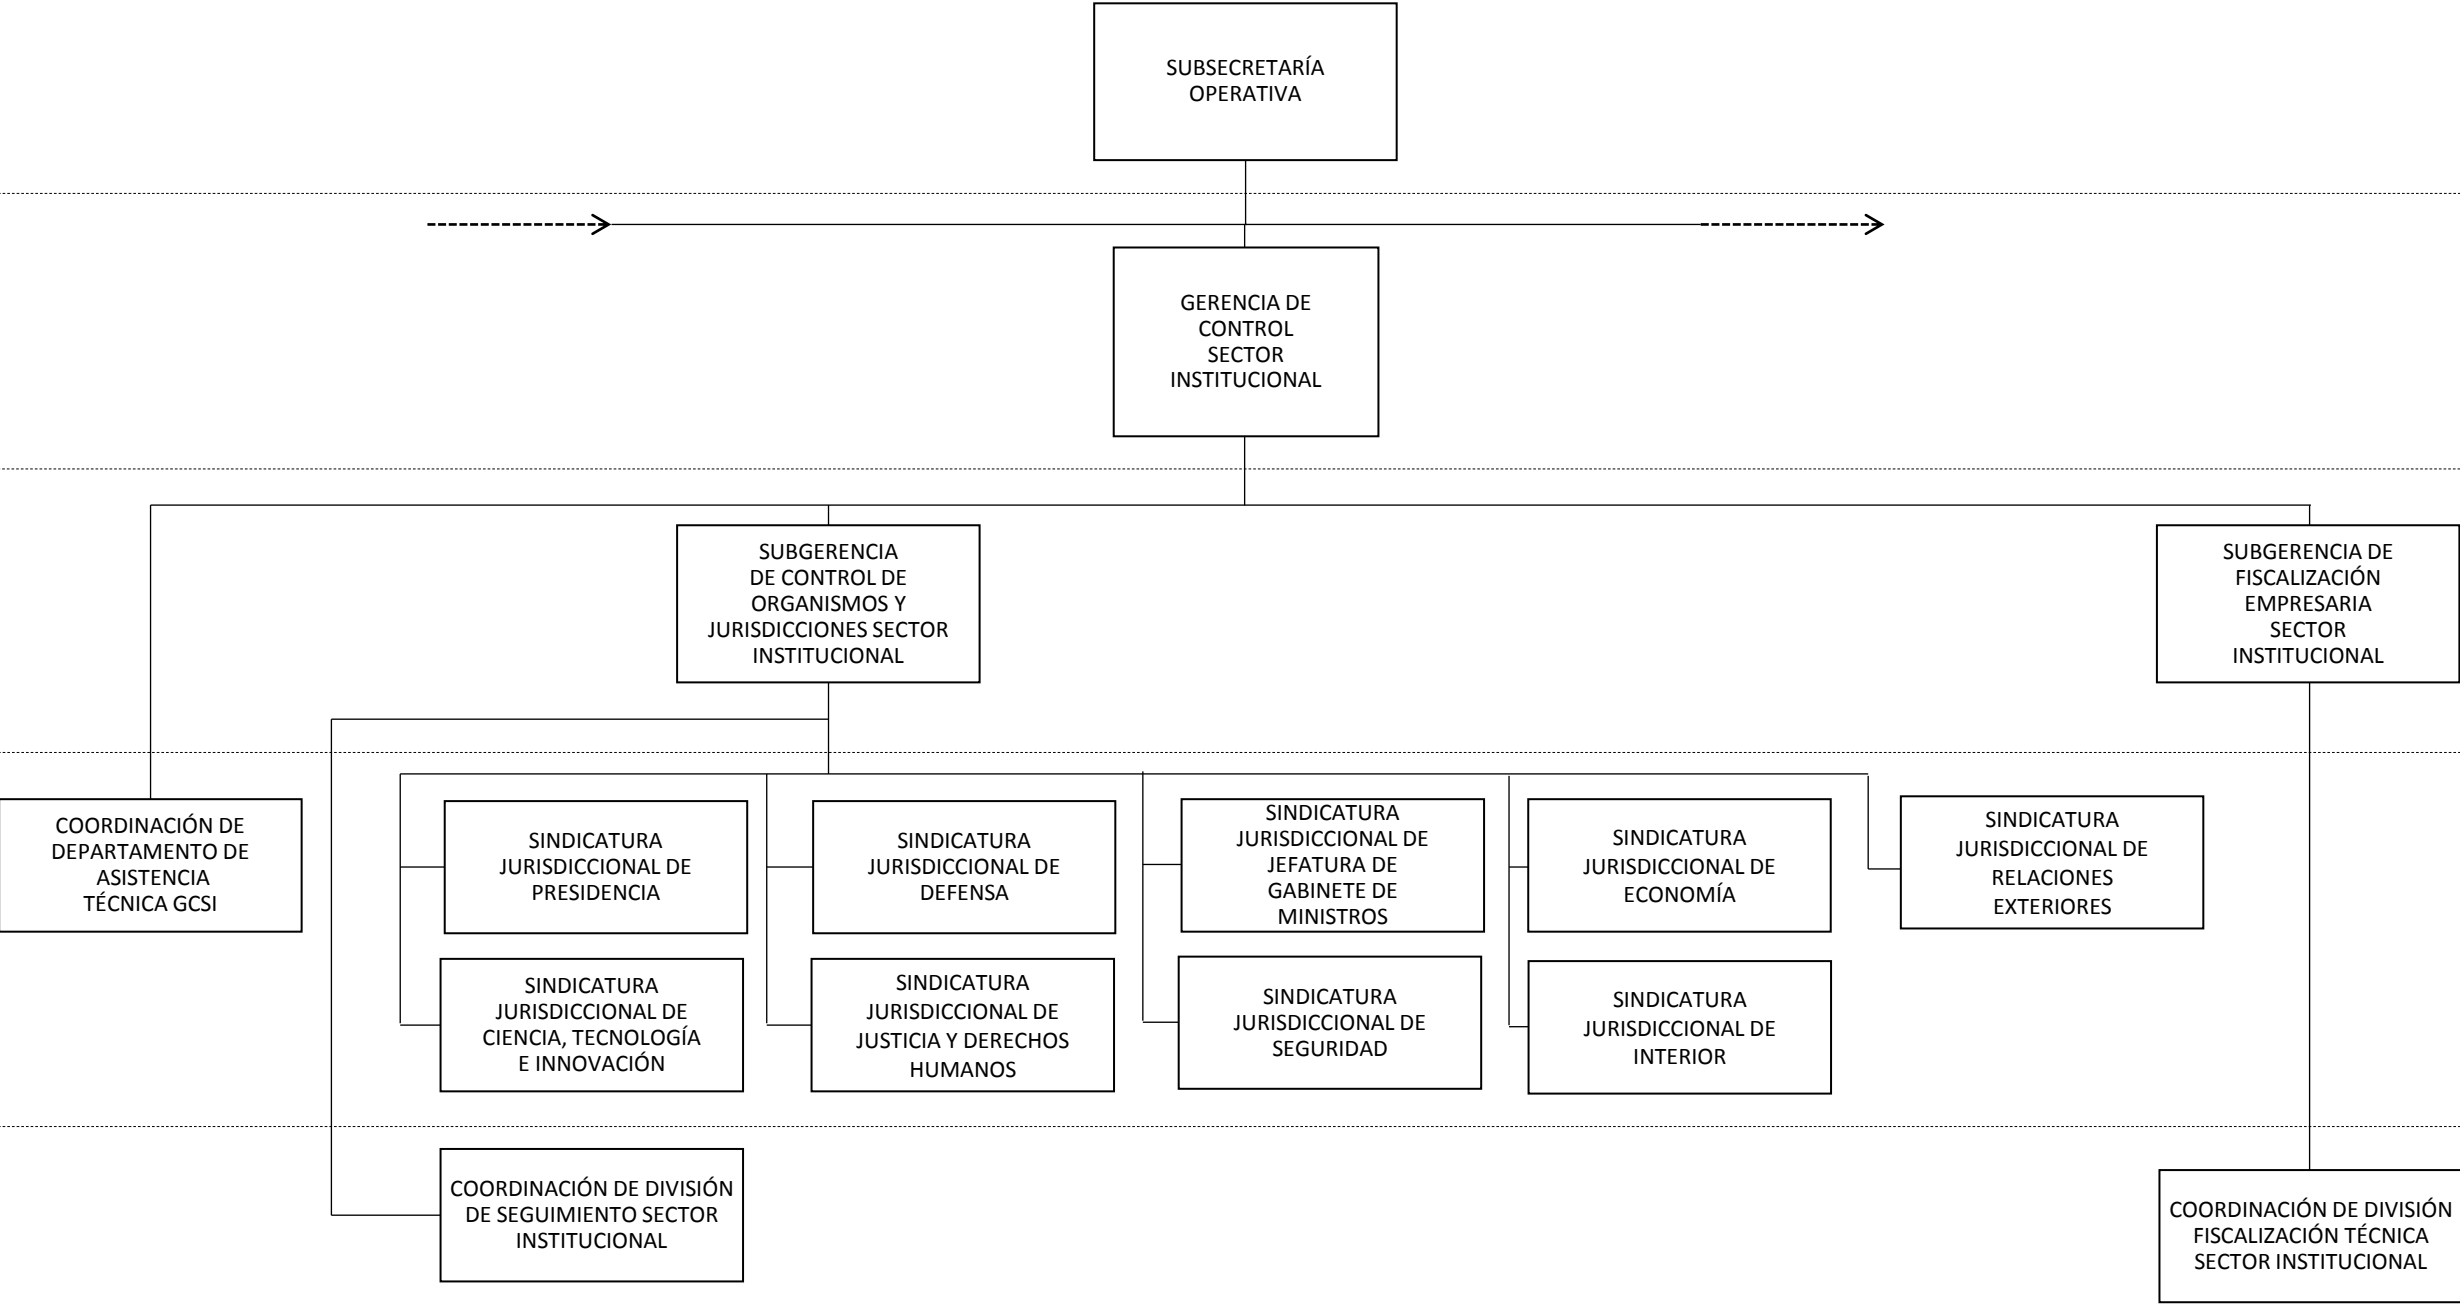 SUBSECRETARÍA
OPERATIVA
GERENCIA DE
CONTROL
SECTOR
INSTITUCIONAL
SUBGERENCIA
DE CONTROL DE
ORGANISMOS Y
JURISDICCIONES SECTOR
INSTITUCIONAL
SUBGERENCIA DE
FISCALIZACIÓN
EMPRESARIA
SECTOR
INSTITUCIONAL
COORDINACIÓN DE
DEPARTAMENTO DE
ASISTENCIA
TÉCNICA GCSI
SINDICATURA
JURISDICCIONAL DE
PRESIDENCIA
SINDICATURA
JURISDICCIONAL DE
DEFENSA
SINDICATURA
JURISDICCIONAL DE
JEFATURA DE
GABINETE DE
MINISTROS
SINDICATURA
JURISDICCIONAL DE
ECONOMÍA
SINDICATURA
JURISDICCIONAL DE
RELACIONES
EXTERIORES
SINDICATURA
JURISDICCIONAL DE
CIENCIA, TECNOLOGÍA
E INNOVACIÓN
SINDICATURA
JURISDICCIONAL DE
JUSTICIA Y DERECHOS
HUMANOS
SINDICATURA
JURISDICCIONAL DE
SEGURIDAD
SINDICATURA
JURISDICCIONAL DE
INTERIOR
COORDINACIÓN DE DIVISIÓN
DE SEGUIMIENTO SECTOR
INSTITUCIONAL
COORDINACIÓN DE DIVISIÓN
FISCALIZACIÓN TÉCNICA
SECTOR INSTITUCIONAL